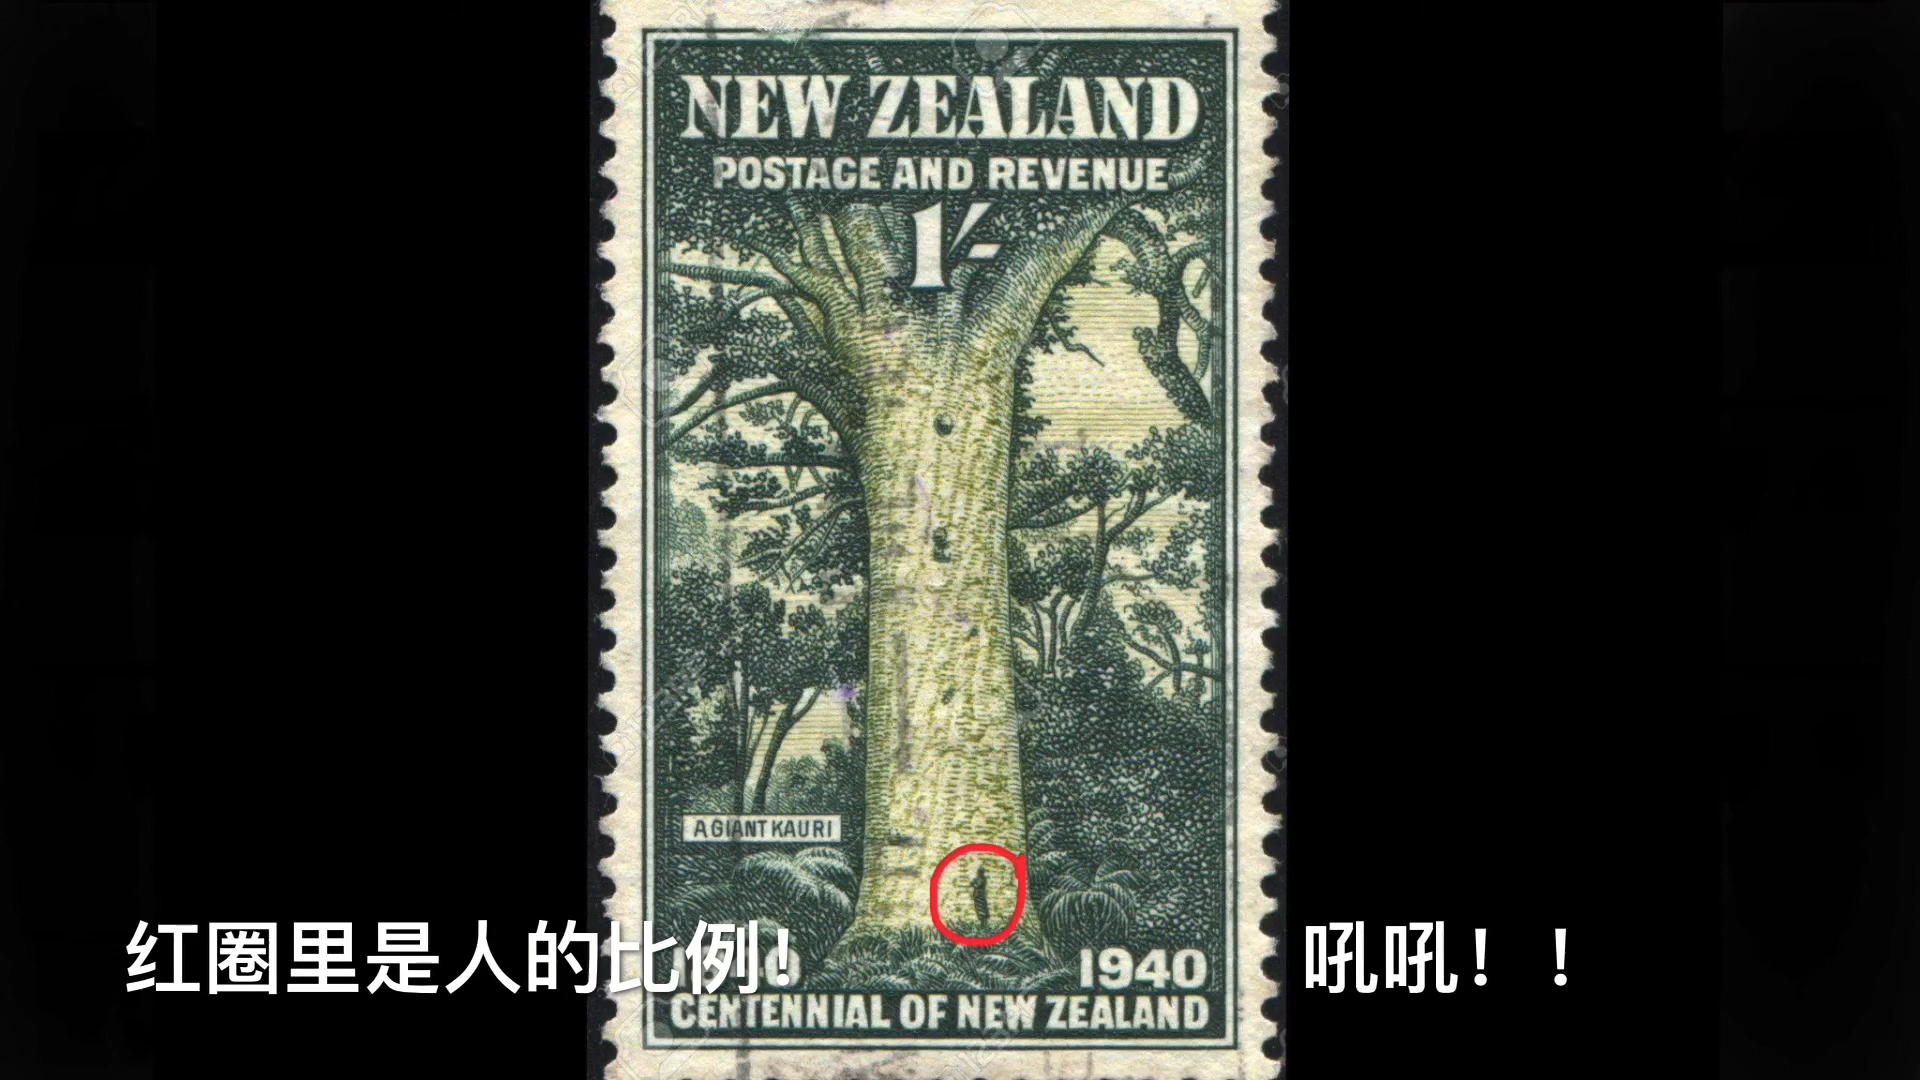 NEW ZEALAND
POSTAGE AND REVENUE
1/-
A GIANT KAURI
1940
CENTENNIAL OF NEW ZEALAND
红圈里是人的比例！
吼吼！！